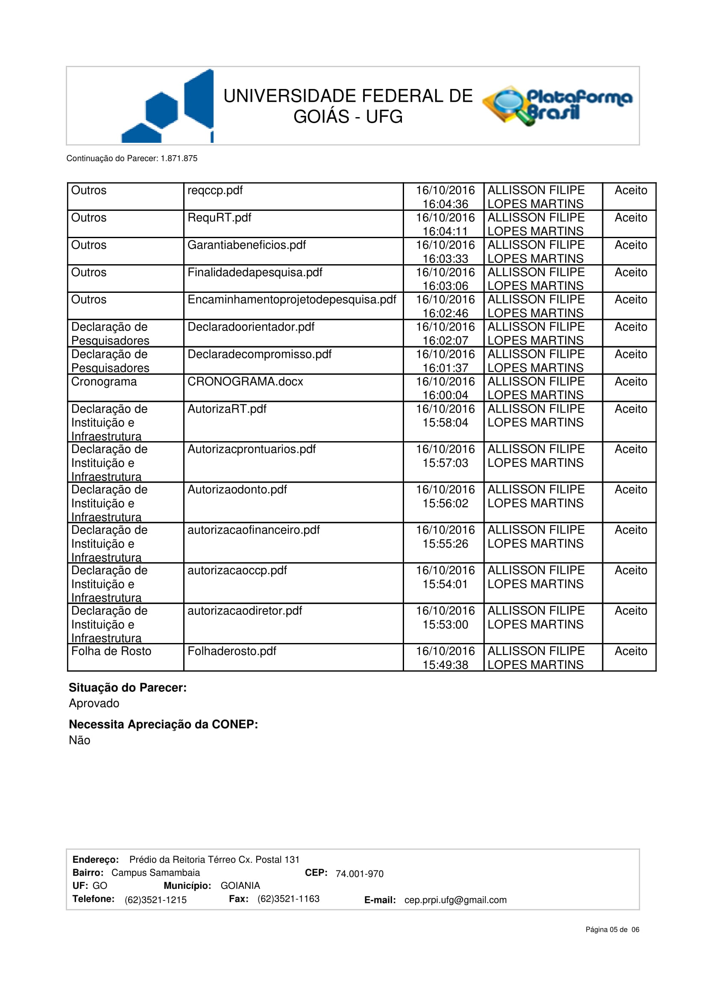 UNIVERSIDADE FEDERAL DE
GOIÁS - UFG
Plataforma
Brasil
Continuação do Parecer: 1.871.875
Outros reqccp.pdf 16/10/2016 ALLISSON FILIPE Aceito
16:04:36 LOPES MARTINS
Outros RequRT.pdf 16/10/2016 ALLISSON FILIPE Aceito
16:04:11 LOPES MARTINS
Outros Garantiabeneficios.pdf 16/10/2016 ALLISSON FILIPE Aceito
16:03:33 LOPES MARTINS
Outros Finalidadedapesquisa.pdf 16/10/2016 ALLISSON FILIPE Aceito
16:03:06 LOPES MARTINS
Outros Encaminhamentoprojetodepesquisa.pdf 16/10/2016 ALLISSON FILIPE Aceito
16:02:46 LOPES MARTINS
Declaração de Declaradoorientador.pdf 16/10/2016 ALLISSON FILIPE Aceito
Pesquisadores 16:02:07 LOPES MARTINS
Declaração de Declaradecompromisso.pdf 16/10/2016 ALLISSON FILIPE Aceito
Pesquisadores 16:01:37 LOPES MARTINS
Cronograma CRONOGRAMA.docx 16/10/2016 ALLISSON FILIPE Aceito
16:00:04 LOPES MARTINS
Declaração de AutorizaRT.pdf 16/10/2016 ALLISSON FILIPE Aceito
Instituição e 15:58:04 LOPES MARTINS
Infraestrutura
Declaração de Autorizacprontuarios.pdf 16/10/2016 ALLISSON FILIPE Aceito
Instituição e 15:57:03 LOPES MARTINS
Infraestrutura
Declaração de Autorizaodonto.pdf 16/10/2016 ALLISSON FILIPE Aceito
Instituição e 15:56:02 LOPES MARTINS
Infraestrutura
Declaração de autorizacaofinanceiro.pdf 16/10/2016 ALLISSON FILIPE Aceito
Instituição e 15:55:26 LOPES MARTINS
Infraestrutura
Declaração de autorizacaoccp.pdf 16/10/2016 ALLISSON FILIPE Aceito
Instituição e 15:54:01 LOPES MARTINS
Infraestrutura
Declaração de autorizacaodiretor.pdf 16/10/2016 ALLISSON FILIPE Aceito
Instituição e 15:53:00 LOPES MARTINS
Infraestrutura
Folha de Rosto Folhaderosto.pdf 16/10/2016 ALLISSON FILIPE Aceito
15:49:38 LOPES MARTINS
Situação do Parecer:
Aprovado
Necessita Apreciação da CONEP:
Não
Endereço: Prédio da Reitoria Térreo Cx. Postal 131
Bairro: Campus Samambaia CEP: 74.001-970
UF: GO Município: GOIANIA
Telefone: (62)3521-1215 Fax: (62)3521-1163 E-mail: cep.prpi.ufg@gmail.com
Página 05 de 06